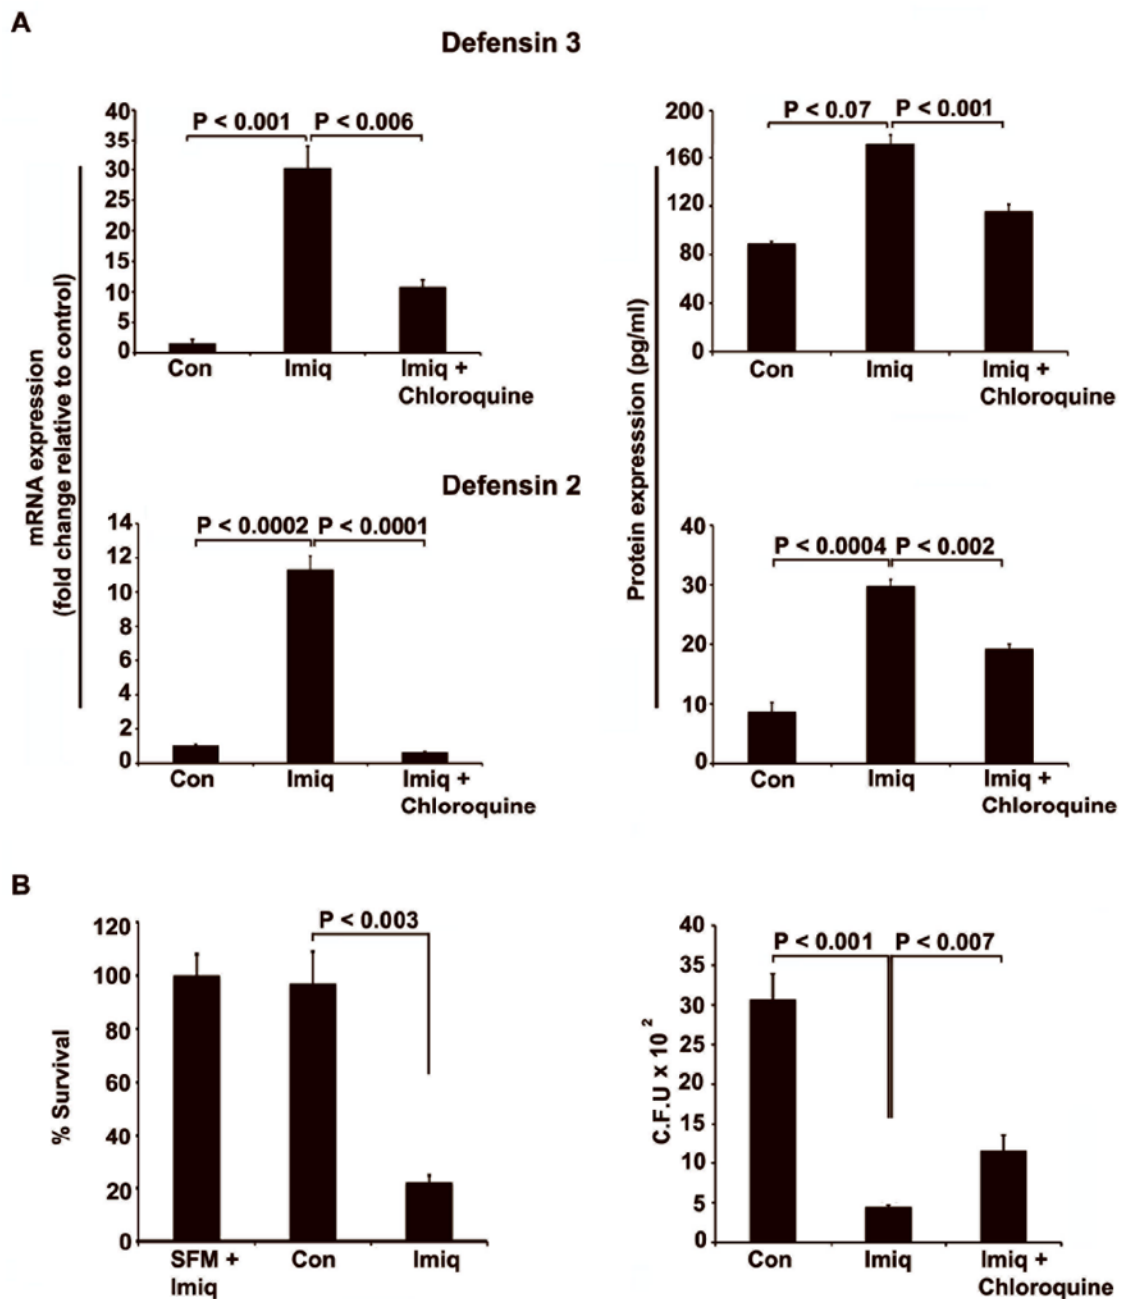 A
Defensin 3
mRNA expression
(fold change relative to control)
40
35
30
25
20
15
10
5
0
P < 0.001
P < 0.006
Con
Imiq
Imiq +
Chloroquine
Protein expresssion (pg/ml)
200
160
120
80
40
0
P < 0.07
P < 0.001
Con
Imiq
Imiq +
Chloroquine
Defensin 2
14
12
10
8
6
4
2
0
P < 0.0002
P < 0.0001
Con
Imiq
Imiq +
Chloroquine
40
30
20
10
0
P < 0.0004
P < 0.002
Con
Imiq
Imiq +
Chloroquine
B
% Survival
120
100
80
60
40
20
0
P < 0.003
SFM +
Imiq
Con
Imiq
C.F.U x 10²
40
35
30
25
20
15
10
5
0
P < 0.001
P < 0.007
Con
Imiq
Imiq +
Chloroquine